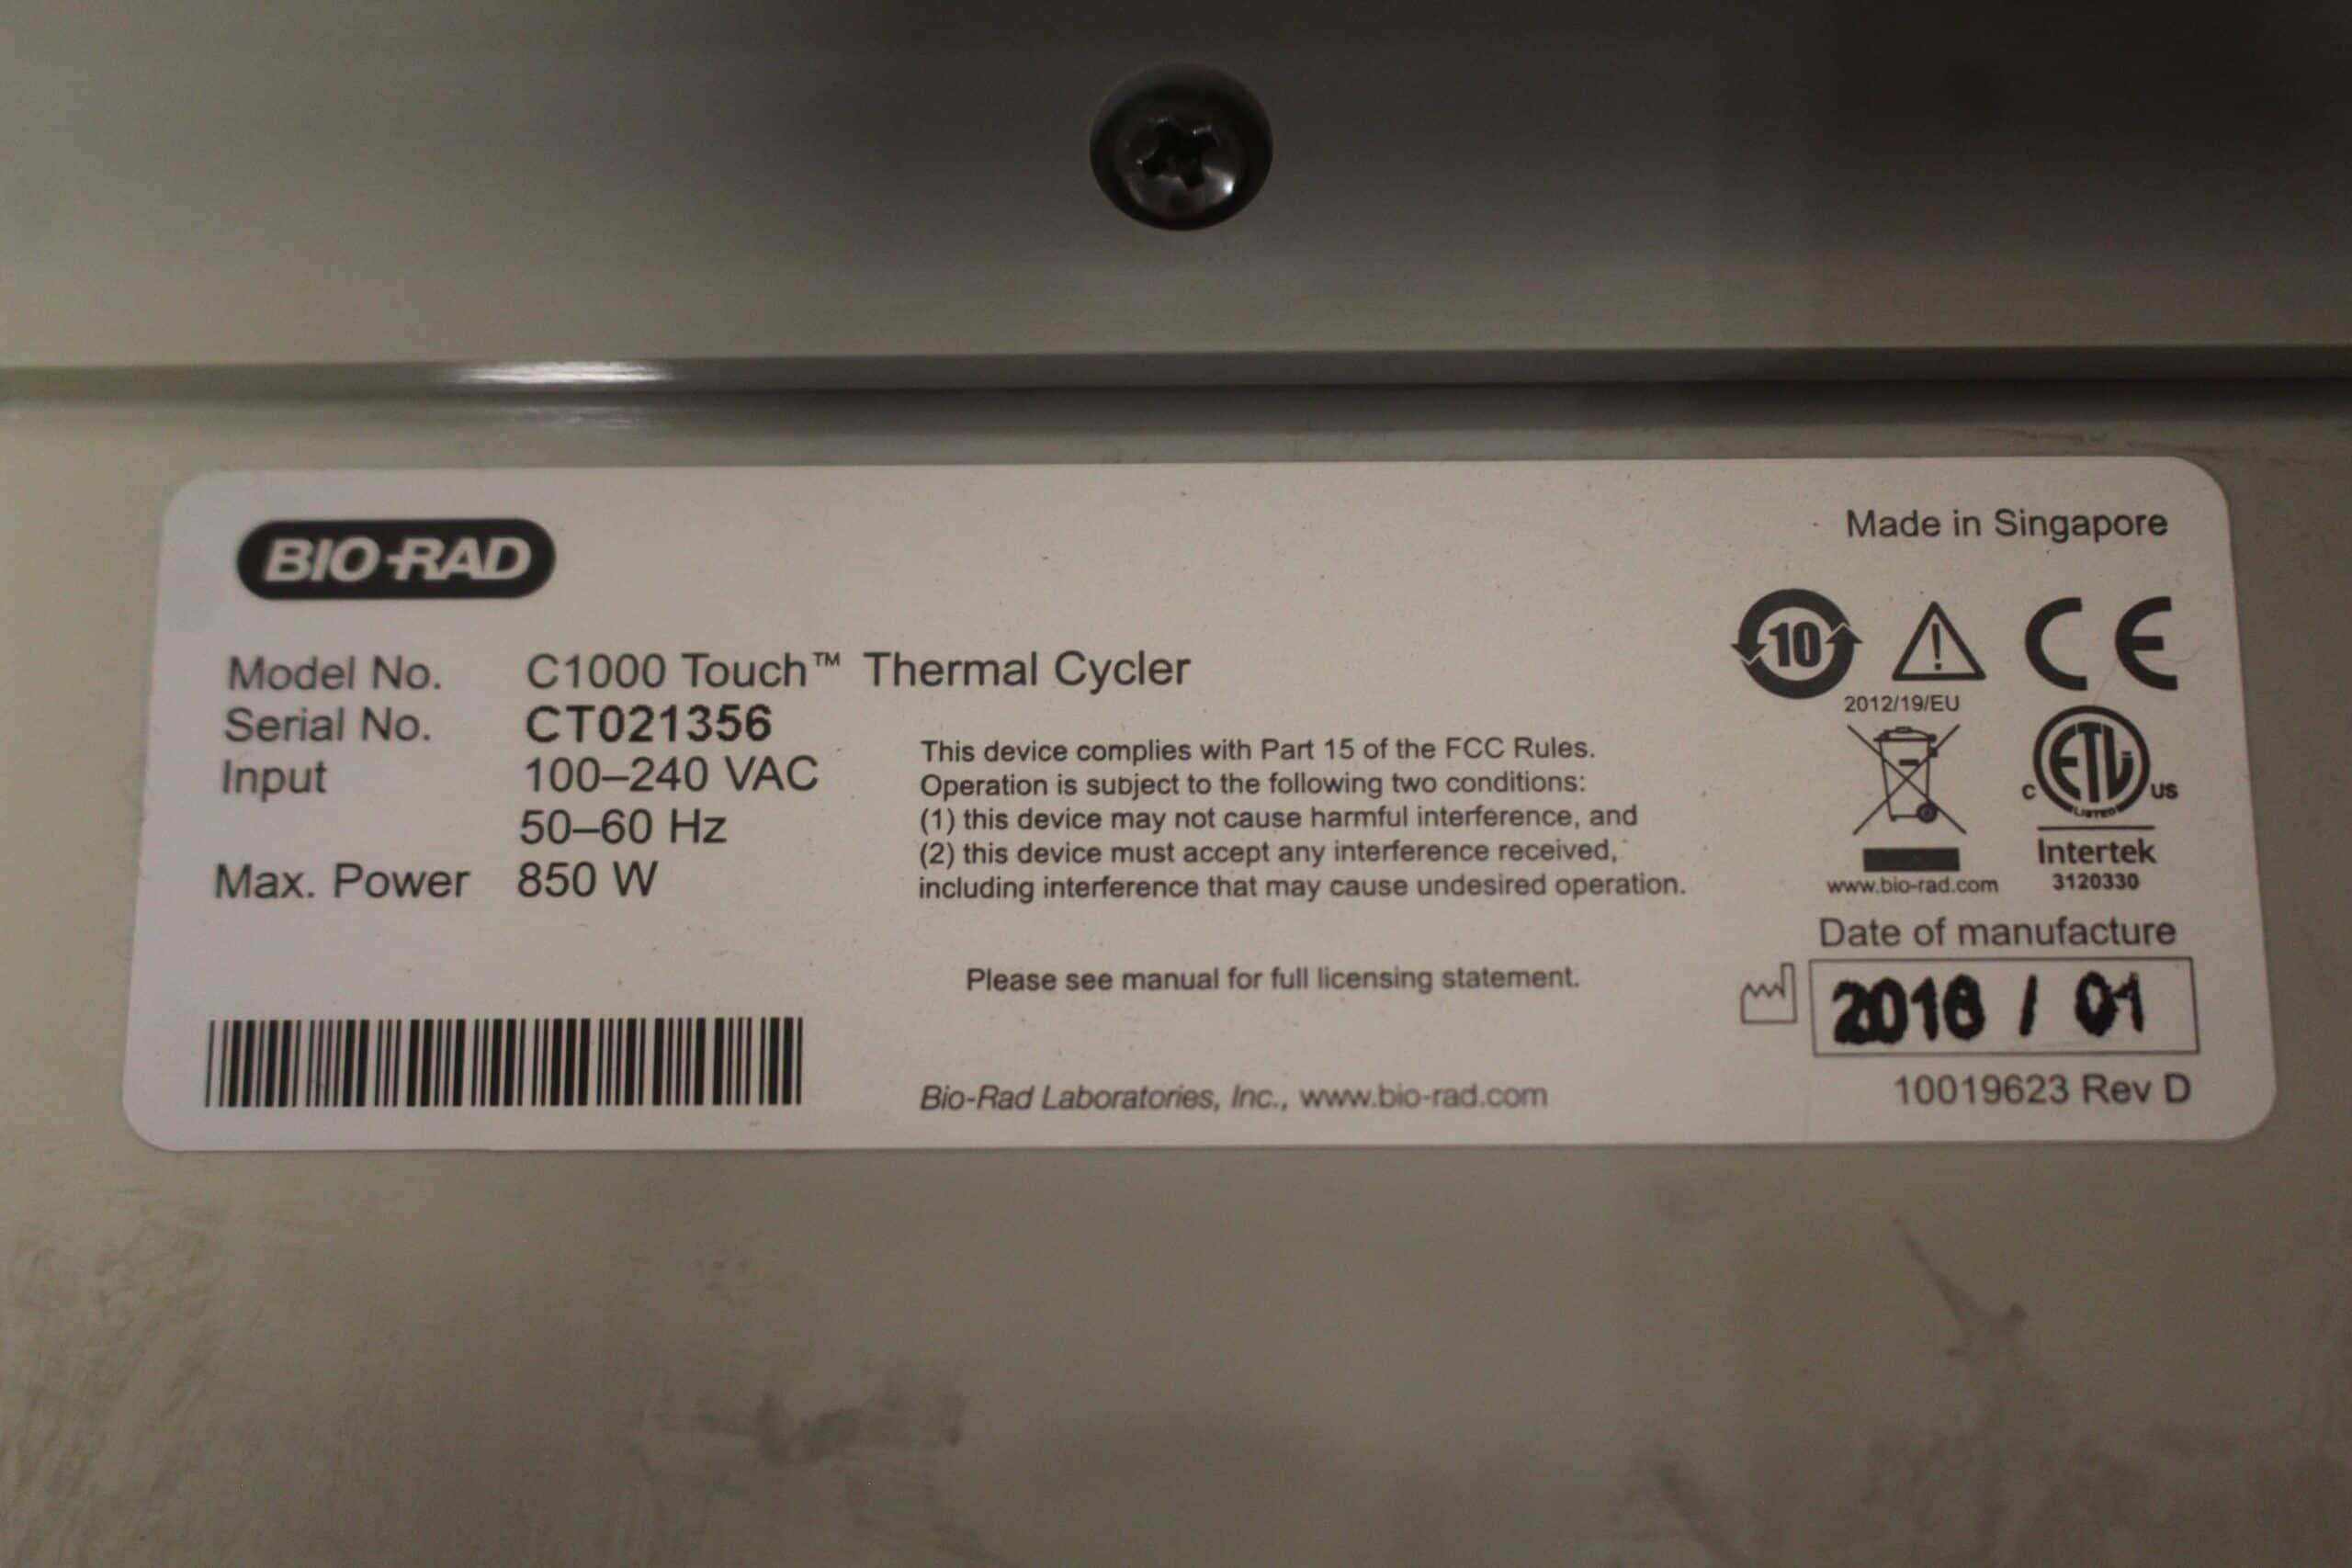 BIO-RAD
Made in Singapore
Model No. C1000 Touch™ Thermal Cycler
Serial No. CT021356
Input 100–240 VAC
50–60 Hz
Max. Power 850 W
This device complies with Part 15 of the FCC Rules.
Operation is subject to the following two conditions:
(1) this device may not cause harmful interference, and
(2) this device must accept any interference received,
including interference that may cause undesired operation.
Please see manual for full licensing statement.
Bio-Rad Laboratories, Inc., www.bio-rad.com
10
CE
2012/19/EU
ETL
C US
LISTED
Intertek
3120330
www.bio-rad.com
Date of manufacture
/ 01
10019623 Rev D